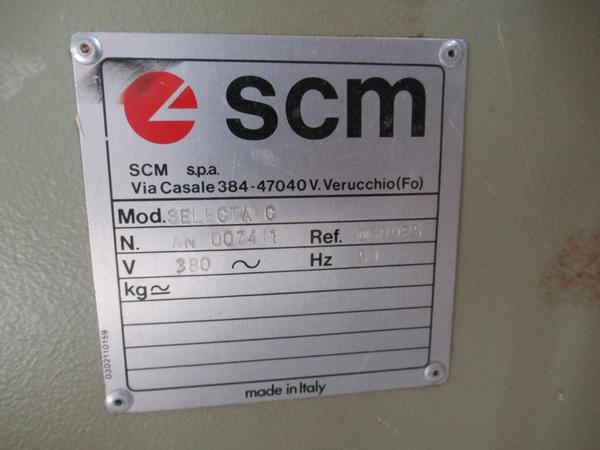 scm
SCM s.p.a.
Via Casale 384-47040 V. Verucchio (Fo)
Mod. SELECTA C
N. AN 007411 Ref.
V 380 ~ Hz
kg≃
made in Italy
0302110159